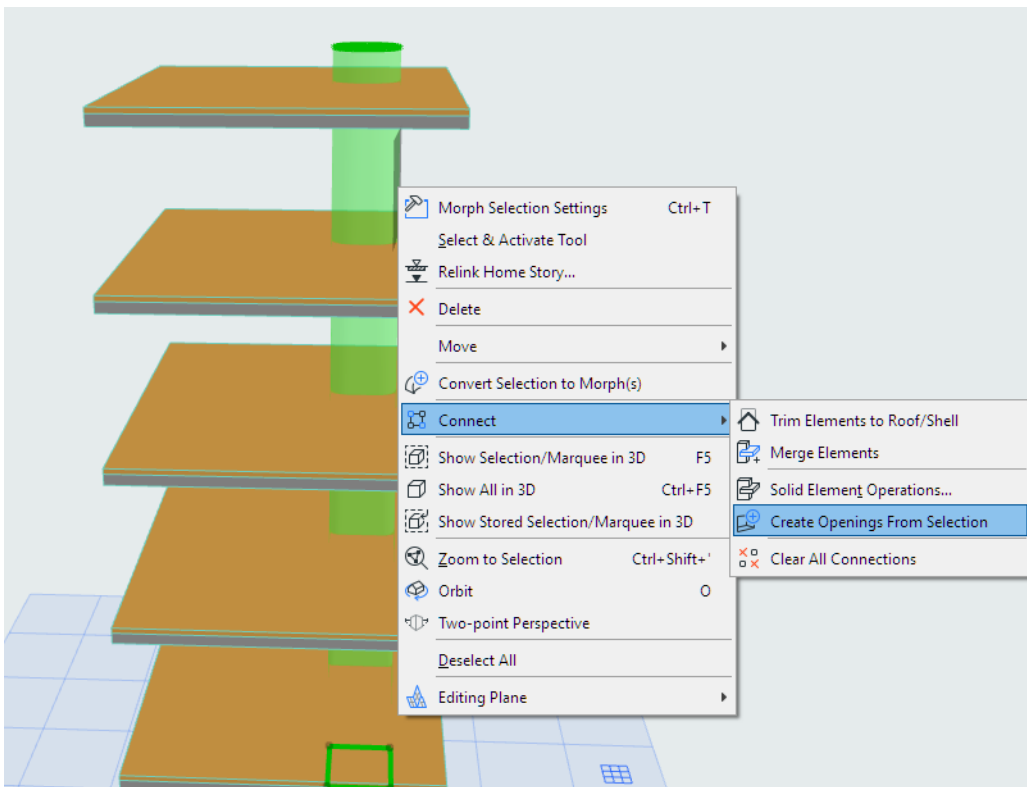 Morph Selection Settings Ctrl+T
Select & Activate Tool
Relink Home Story...
Delete
Move
Convert Selection to Morph(s)
Connect
Show Selection/Marquee in 3D F5
Show All in 3D Ctrl+F5
Show Stored Selection/Marquee in 3D
Zoom to Selection Ctrl+Shift+'
Orbit O
Two-point Perspective
Deselect All
Editing Plane
Trim Elements to Roof/Shell
Merge Elements
Solid Element Operations...
Create Openings From Selection
Clear All Connections